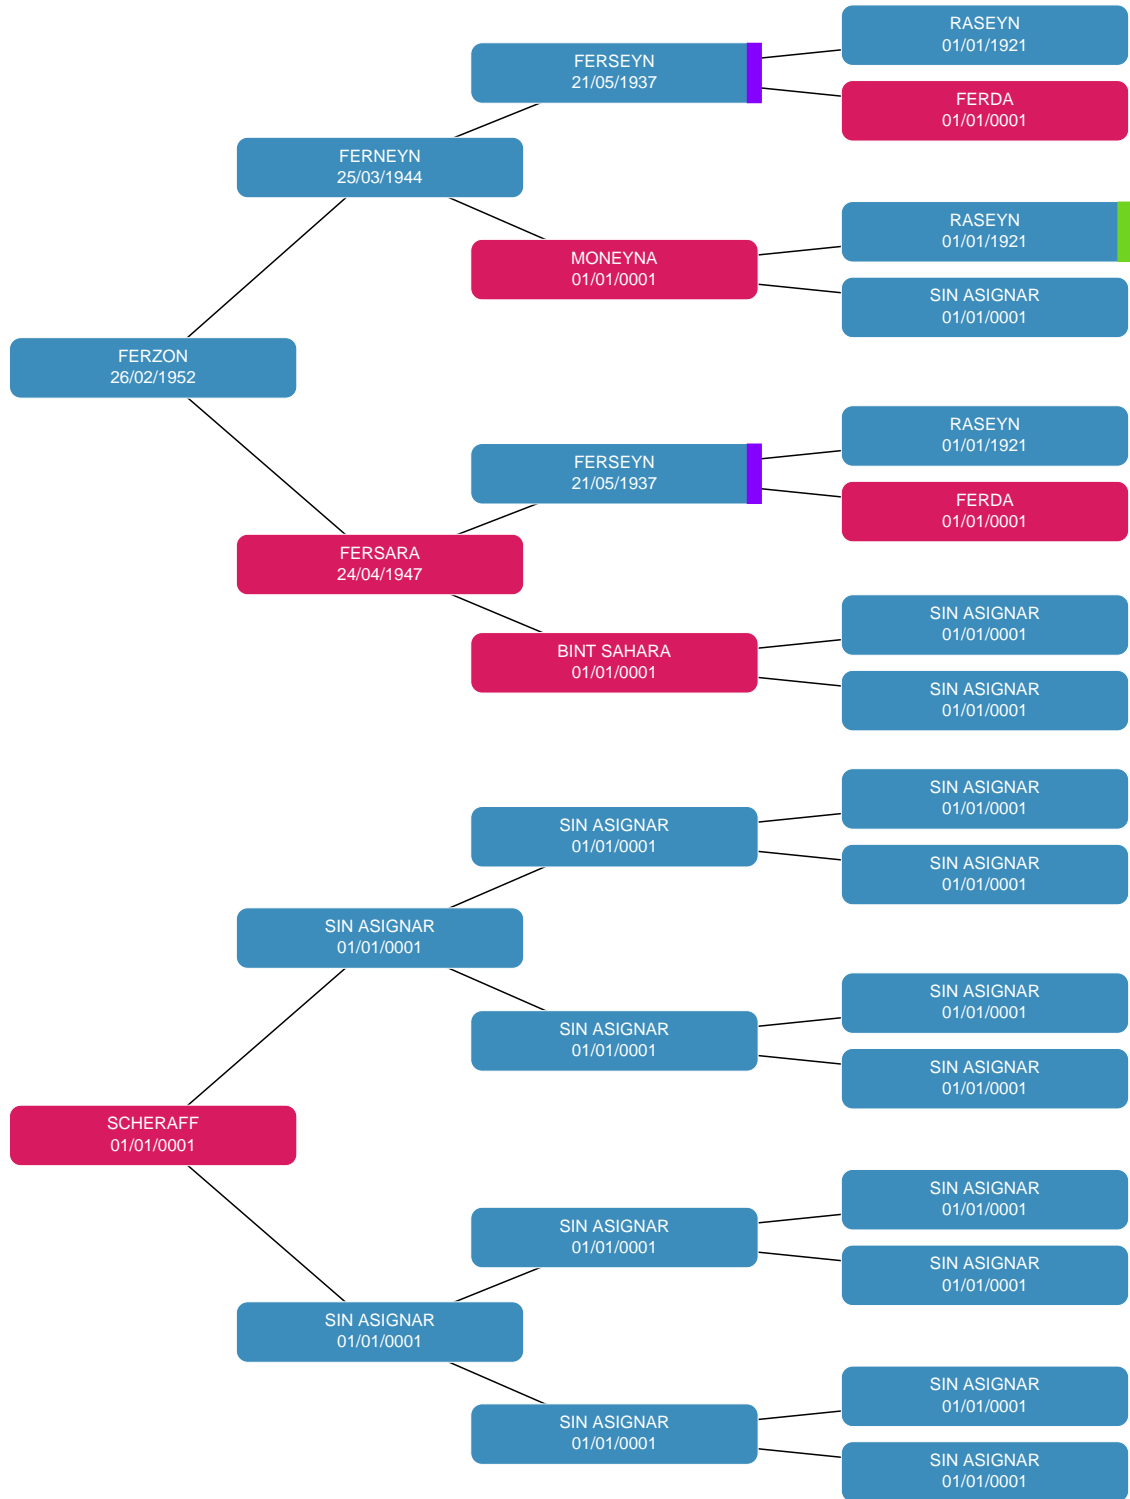 RASEYN
01/01/1921
FERSEYN
21/05/1937
FERDA
01/01/0001
FERNEYN
25/03/1944
RASEYN
01/01/1921
MONEYNA
01/01/0001
SIN ASIGNAR
01/01/0001
FERZON
26/02/1952
RASEYN
01/01/1921
FERSEYN
21/05/1937
FERDA
01/01/0001
FERSARA
24/04/1947
SIN ASIGNAR
01/01/0001
BINT SAHARA
01/01/0001
SIN ASIGNAR
01/01/0001
SIN ASIGNAR
01/01/0001
SIN ASIGNAR
01/01/0001
SIN ASIGNAR
01/01/0001
SIN ASIGNAR
01/01/0001
SIN ASIGNAR
01/01/0001
SIN ASIGNAR
01/01/0001
SIN ASIGNAR
01/01/0001
SCHERAFF
01/01/0001
SIN ASIGNAR
01/01/0001
SIN ASIGNAR
01/01/0001
SIN ASIGNAR
01/01/0001
SIN ASIGNAR
01/01/0001
SIN ASIGNAR
01/01/0001
SIN ASIGNAR
01/01/0001
SIN ASIGNAR
01/01/0001